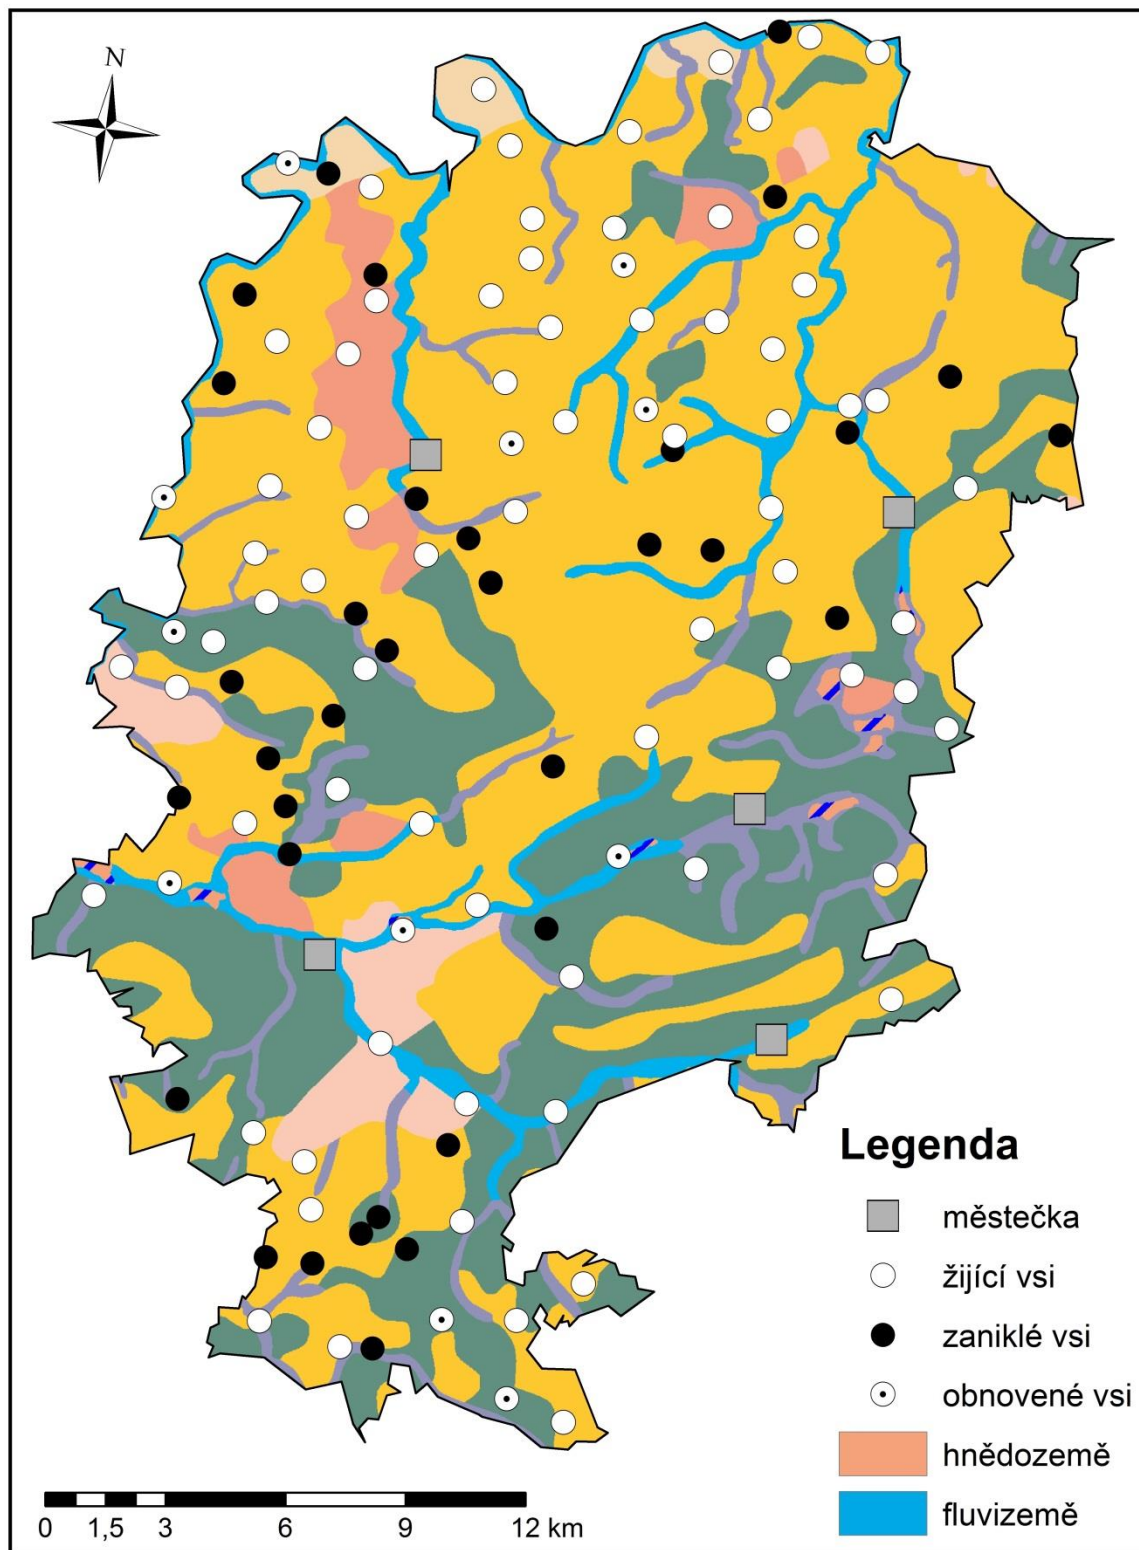 N
Legenda
městečka
žijící vsi
zaniklé vsi
obnovené vsi
hnědozemě
fluvizemě
0 1,5 3 6 9 12 km